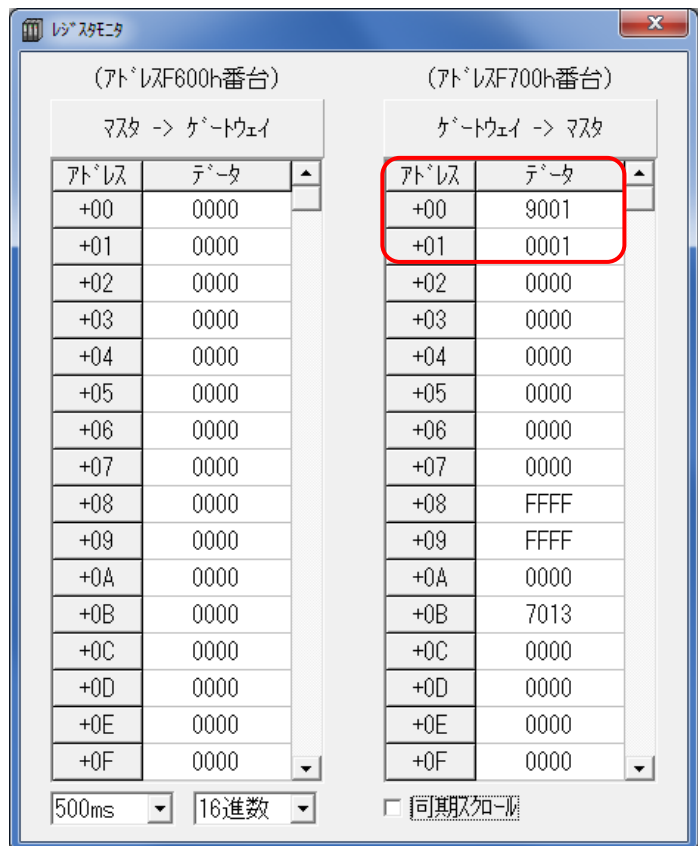 ﾚｼﾞｽﾀﾓﾆﾀ
(ｱﾄﾞﾚｽF600h番台) (ｱﾄﾞﾚｽF700h番台)
ﾏｽﾀ -> ｹﾞｰﾄｳｪｲ ｹﾞｰﾄｳｪｲ -> ﾏｽﾀ
ｱﾄﾞﾚｽ ﾃﾞｰﾀ ｱﾄﾞﾚｽ ﾃﾞｰﾀ
+00 0000 +00 9001
+01 0000 +01 0001
+02 0000 +02 0000
+03 0000 +03 0000
+04 0000 +04 0000
+05 0000 +05 0000
+06 0000 +06 0000
+07 0000 +07 0000
+08 0000 +08 FFFF
+09 0000 +09 FFFF
+0A 0000 +0A 0000
+0B 0000 +0B 7013
+0C 0000 +0C 0000
+0D 0000 +0D 0000
+0E 0000 +0E 0000
+0F 0000 +0F 0000
500ms 16進数 同期ｽｸﾛｰﾙ